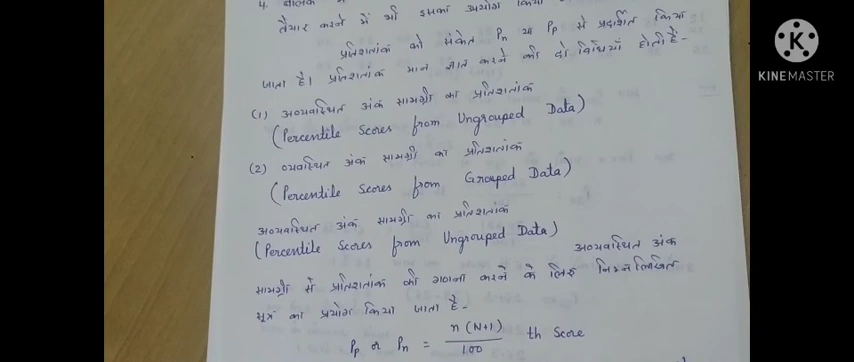 4. बालक
तैयार करने में भी इसका उपयोग किया
प्रतिशतांक को संकेत Pn या Pp से प्रदर्शित किया
जाता है। प्रतिशतांक मान ज्ञात करने की दो विधियाँ होती हैं-
(1) अव्यवस्थित अंक सामग्री का प्रतिशतांक
(Percentile Scores from Ungrouped Data)
(2) व्यवस्थित अंक सामग्री का प्रतिशतांक
(Percentile Scores from Grouped Data)
अव्यवस्थित अंक सामग्री का प्रतिशतांक
(Percentile Scores from Ungrouped Data)
अव्यवस्थित अंक
सामग्री से प्रतिशतांक की गणना करने के लिए निम्नलिखित
सूत्र का प्रयोग किया जाता है-
Pp or Pn = n (N+1) / 100 th Score
K
KINEMASTER